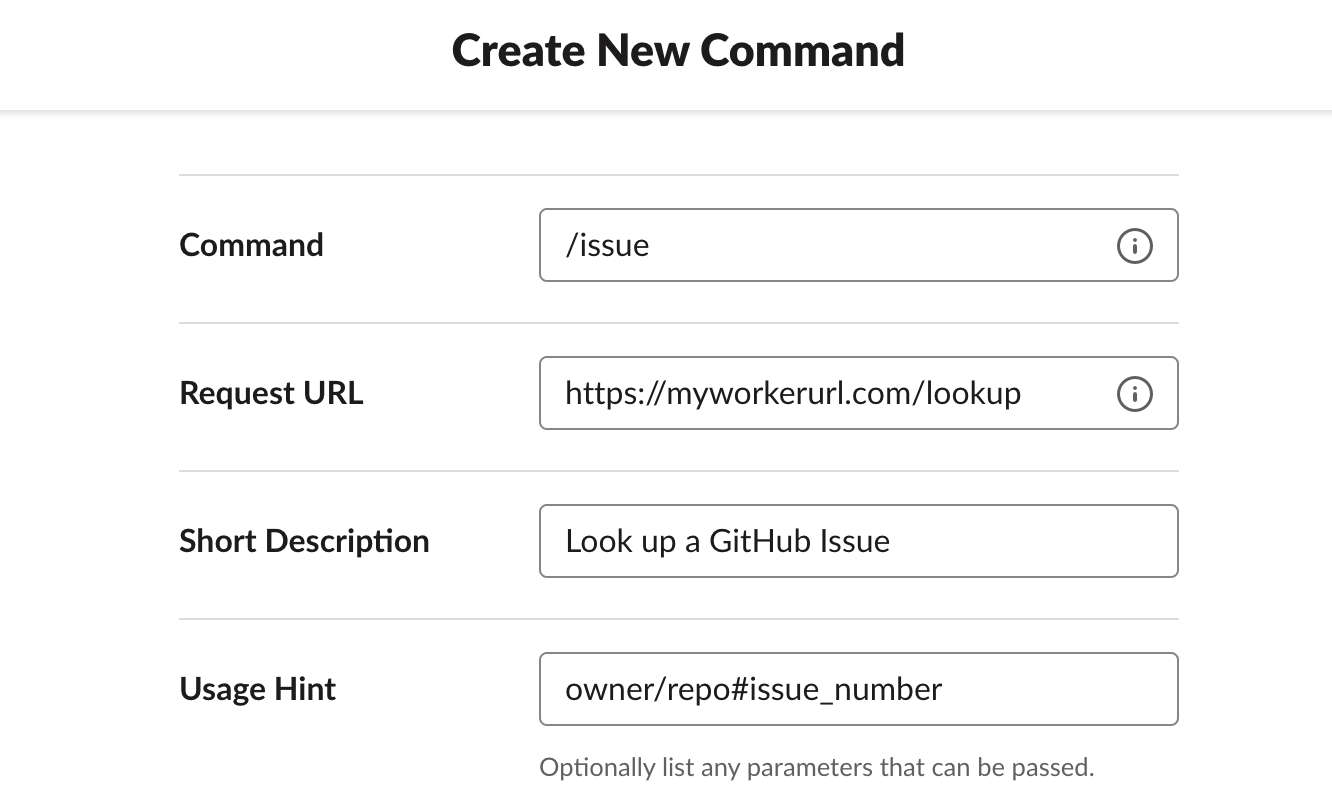 Create New Command
Command
/issue
Request URL
https://myworkerurl.com/lookup
Short Description
Look up a GitHub Issue
Usage Hint
owner/repo#issue_number
Optionally list any parameters that can be passed.